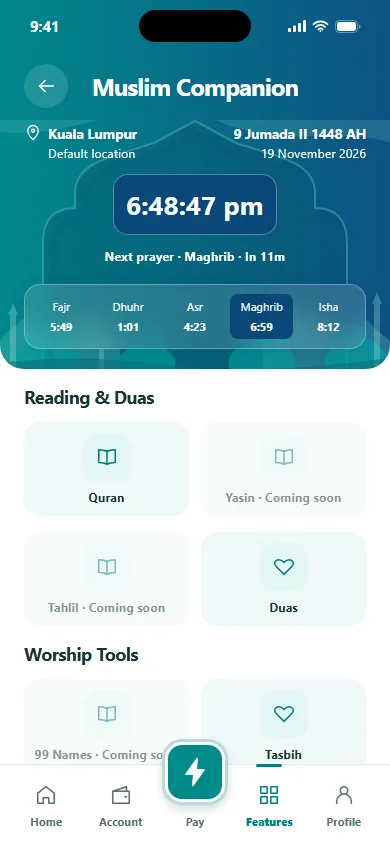 9:41
Muslim Companion
Kuala Lumpur
Default location
9 Jumada II 1448 AH
19 November 2026
6:48:47 pm
Next prayer · Maghrib · In 11m
Fajr Dhuhr Asr Maghrib Isha
5:49 1:01 4:23 6:59 8:12
Reading & Duas
Quran
Yasin · Coming soon
Tahlil · Coming soon
Duas
Worship Tools
99 Names · Coming
Tasbih
Home Account Pay Features Profile